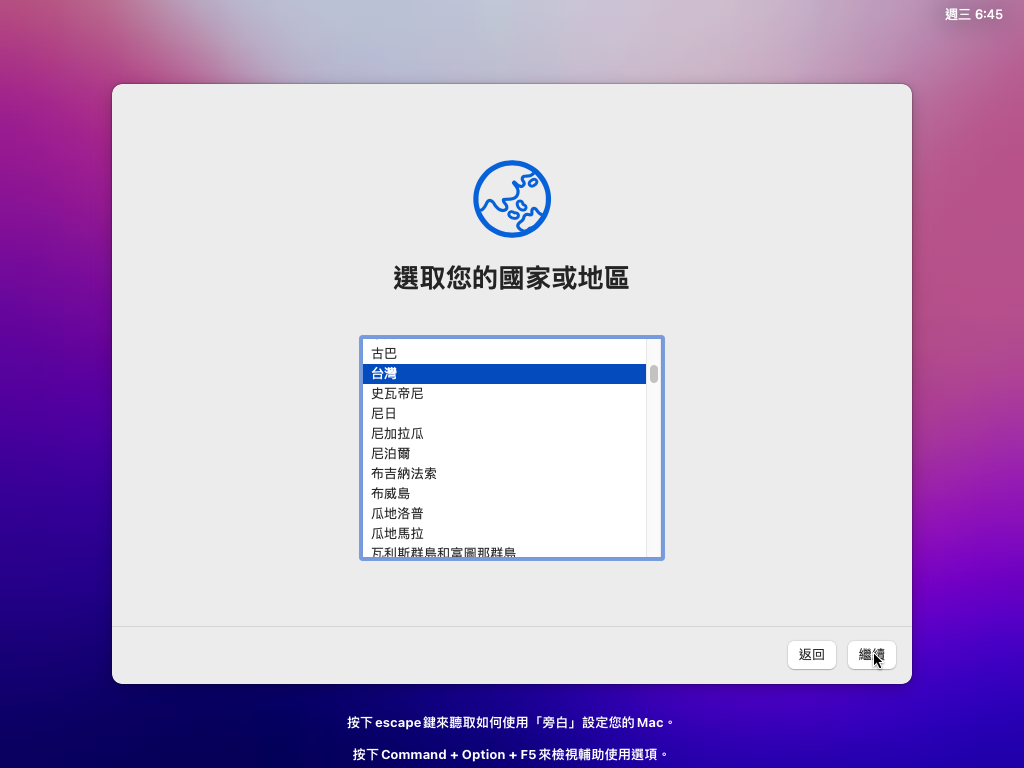 週三 6:45
選取您的國家或地區
古巴
台灣
史瓦帝尼
尼日
尼加拉瓜
尼泊爾
布吉納法索
布威島
瓜地洛普
瓜地馬拉
瓦利斯群島和富圖那群島
返回
繼續
按下 escape 鍵來聽取如何使用「旁白」設定您的 Mac。
按下 Command + Option + F5 來檢視輔助使用選項。